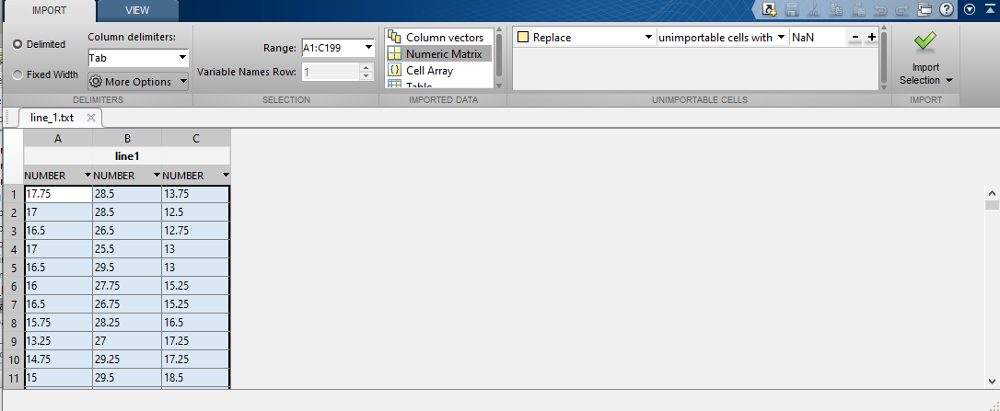 IMPORT VIEW
Delimited Column delimiters: Range: A1:C199 Column vectors Replace unimportable cells with NaN
Tab Numeric Matrix
Fixed Width Variable Names Row: 1 Cell Array Import
More Options Table Selection
DELIMITERS SELECTION IMPORTED DATA UNIMPORTABLE CELLS IMPORT
line_1.txt
A B C
line1
NUMBER NUMBER NUMBER
1 17.75 28.5 13.75
2 17 28.5 12.5
3 16.5 26.5 12.75
4 17 25.5 13
5 16.5 29.5 13
6 16 27.75 15.25
7 16.5 26.75 15.25
8 15.75 28.25 16.5
9 13.25 27 17.25
10 14.75 29.25 17.25
11 15 29.5 18.5